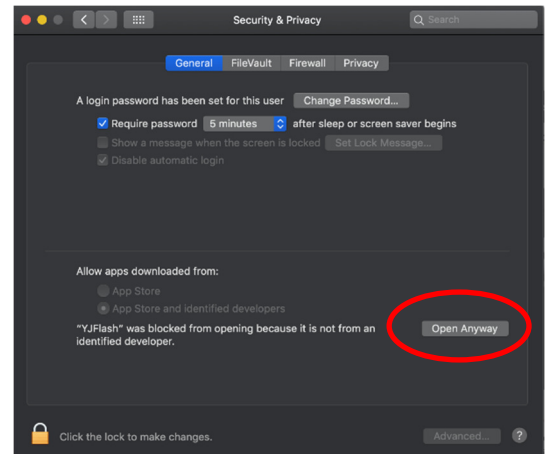 Security & Privacy
Search
General FileVault Firewall Privacy
A login password has been set for this user Change Password...
Require password 5 minutes after sleep or screen saver begins
Show a message when the screen is locked Set Lock Message...
Disable automatic login
Allow apps downloaded from:
App Store
App Store and identified developers
"YJFlash" was blocked from opening because it is not from an Open Anyway
identified developer.
Click the lock to make changes. Advanced... ?